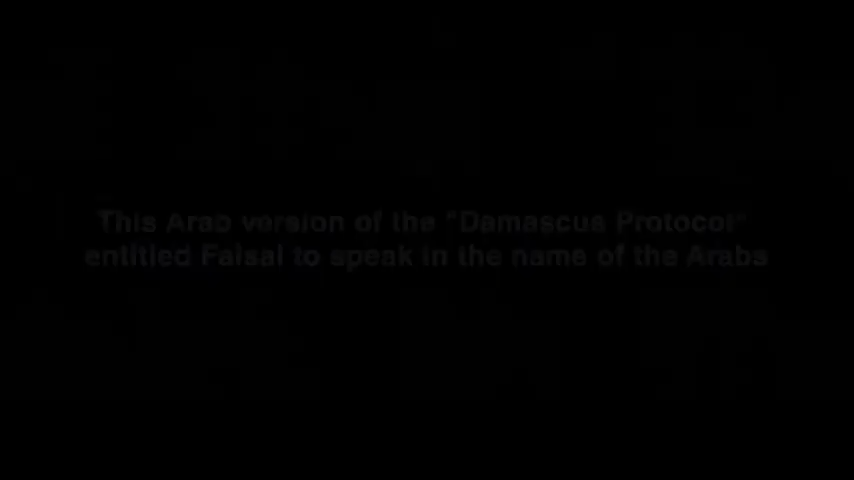 This Arab version of the "Damascus Protocol"
entitled Faisal to speak in the name of the Arabs